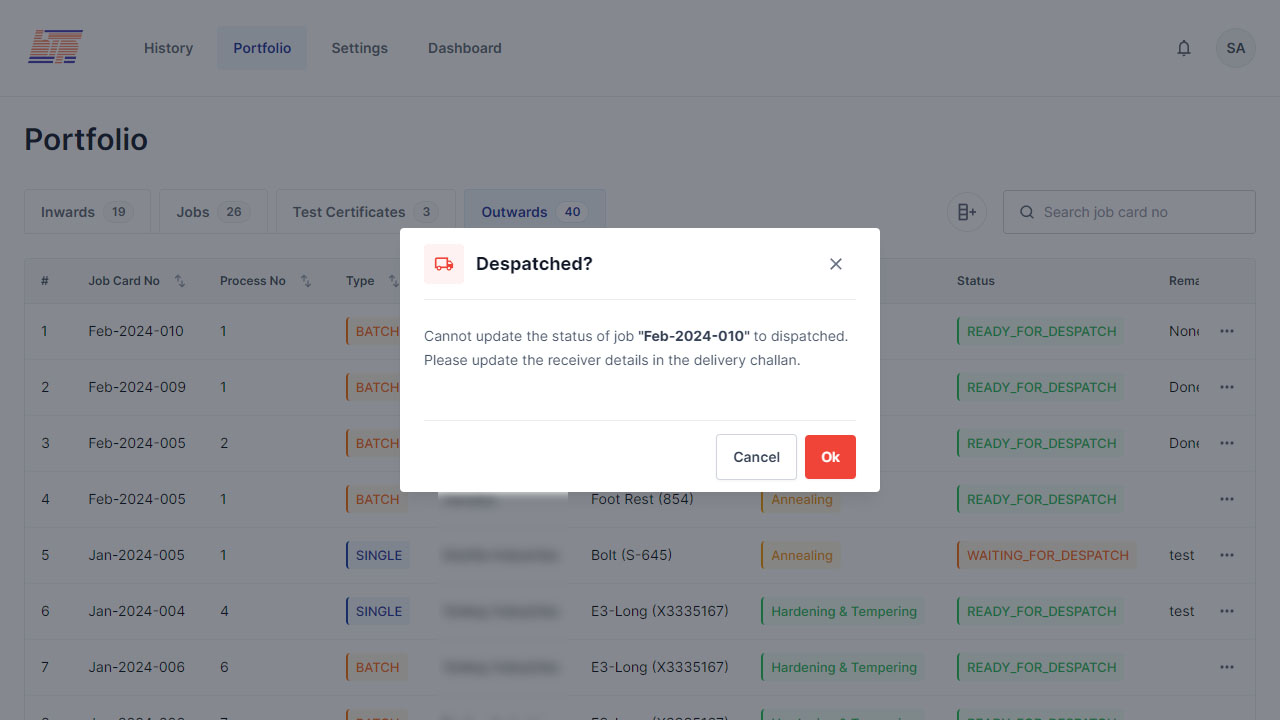 History Portfolio Settings Dashboard SA
Portfolio
Inwards 19 Jobs 26 Test Certificates 3 Outwards 40 Search job card no
# Job Card No Process No Type Status Rema
Despatched?
1 Feb-2024-010 1 BATCH READY_FOR_DESPATCH None
Cannot update the status of job "Feb-2024-010" to dispatched.
Please update the receiver details in the delivery challan.
2 Feb-2024-009 1 BATCH READY_FOR_DESPATCH Done
3 Feb-2024-005 2 BATCH READY_FOR_DESPATCH Done
Cancel Ok
4 Feb-2024-005 1 BATCH Foot Rest (854) Annealing READY_FOR_DESPATCH
5 Jan-2024-005 1 SINGLE Bolt (S-645) Annealing WAITING_FOR_DESPATCH test
6 Jan-2024-004 4 SINGLE E3-Long (X3335167) Hardening & Tempering READY_FOR_DESPATCH test
7 Jan-2024-006 6 BATCH E3-Long (X3335167) Hardening & Tempering READY_FOR_DESPATCH